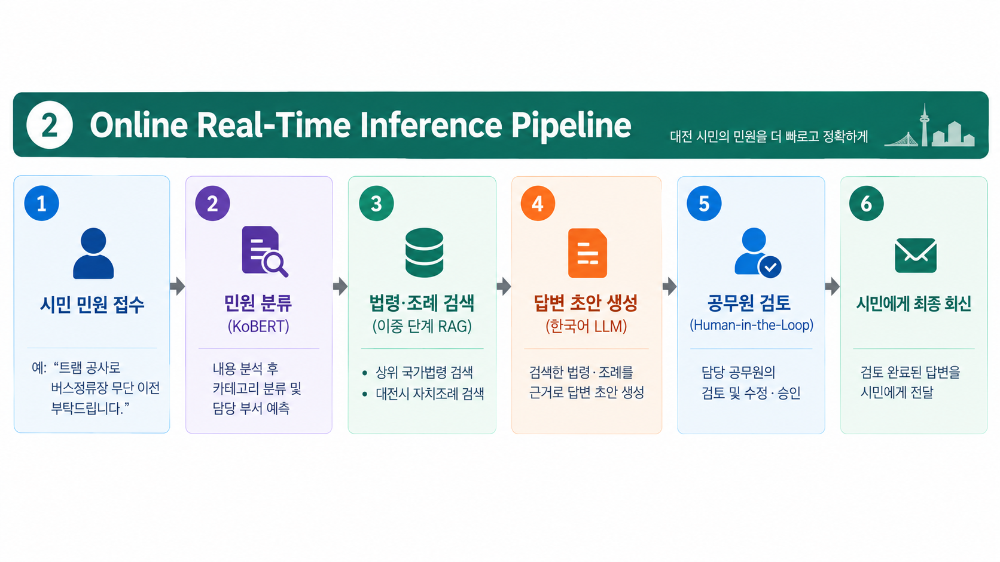 2 Online Real-Time Inference Pipeline
대전 시민의 민원을 더 빠로고 정확하게
1
시민 민원 접수
예: “트램 공사로
버스정류장 무단 이전
부탁드립니다.”
2
민원 분류
(KoBERT)
내용 분석 후
카테고리 분류 및
담당 부서 예측
3
법령·조례 검색
(이중 단계 RAG)
• 상위 국가법령 검색
• 대전시 자치조례 검색
4
답변 초안 생성
(한국어 LLM)
검색한 법령·조례를
근거로 답변 초안 생성
5
공무원 검토
(Human-in-the-Loop)
담당 공무원의
검토 및 수정·승인
6
시민에게 최종 회신
검토 완료된 답변을
시민에게 전달